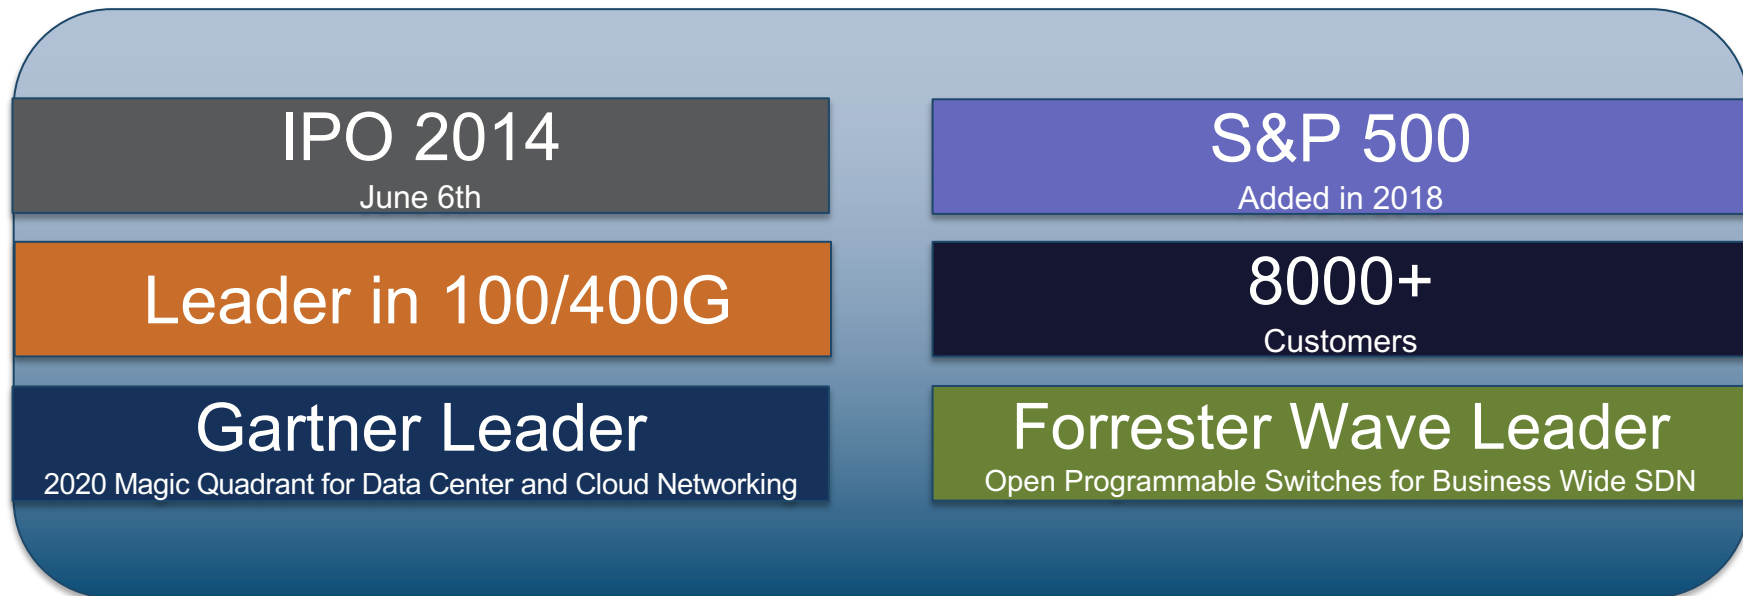 IPO 2014
June 6th
S&P 500
Added in 2018
Leader in 100/400G
8000+
Customers
Gartner Leader
2020 Magic Quadrant for Data Center and Cloud Networking
Forrester Wave Leader
Open Programmable Switches for Business Wide SDN